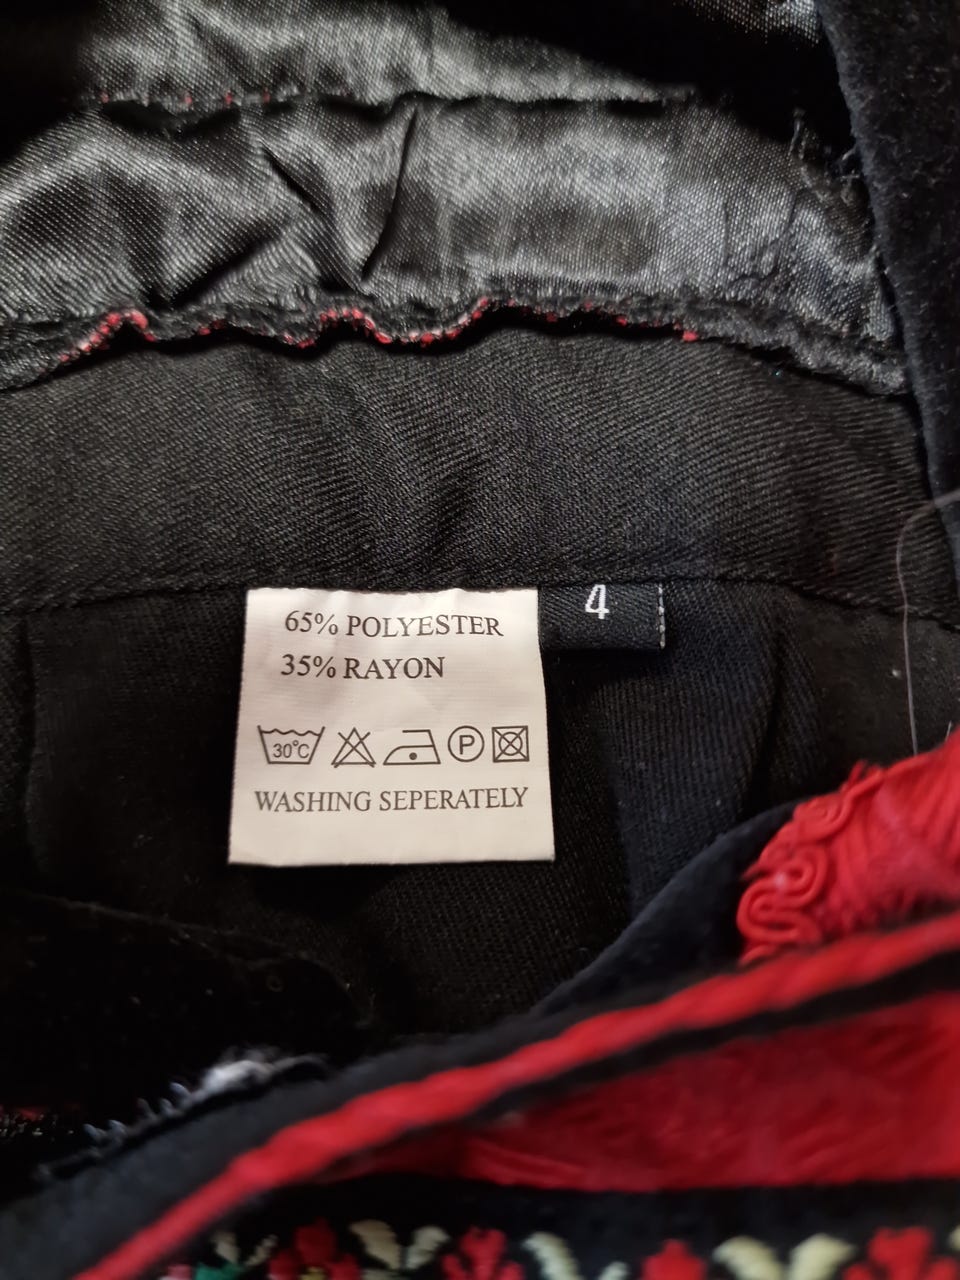 65% POLYESTER
4
35% RAYON
30°C P
WASHING SEPERATELY